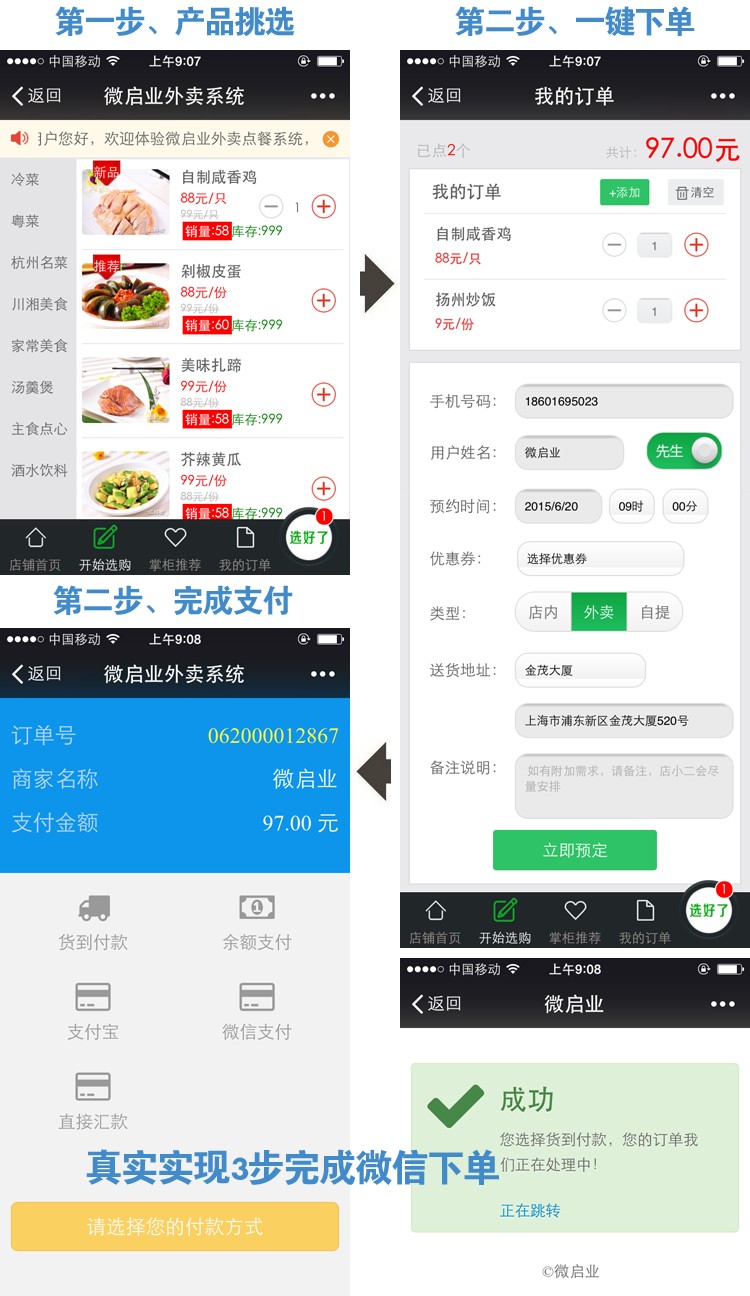 第一步、产品挑选
中国移动 上午9:07
返回 微启业外卖系统
用户您好，欢迎体验微启业外卖点餐系统，
冷菜
粤菜
杭州名菜
川湘美食
家常美食
汤羹煲
主食点心
酒水饮料
新品
自制咸香鸡
88元/只
99元/只
1
销量:58库存:999
推荐
剁椒皮蛋
88元/份
99元/份
销量:60库存:999
美味扎蹄
99元/份
88元/份
销量:58库存:999
芥辣黄瓜
99元/份
88元/份
销量:58库存:999
店铺首页 开始选购 掌柜推荐 我的订单 选好了 1
第二步、一键下单
中国移动 上午9:07
返回 我的订单
已点2个 共计: 97.00元
我的订单 +添加 清空
自制咸香鸡
88元/只 1
扬州炒饭
9元/份 1
手机号码: 18601695023
用户姓名: 微启业 先生
预约时间: 2015/6/20 09时 00分
优惠券: 选择优惠券
类型: 店内 外卖 自提
送货地址: 金茂大厦
上海市浦东新区金茂大厦520号
备注说明: 如有附加需求，请备注，店小二会尽
量安排
立即预定
店铺首页 开始选购 掌柜推荐 我的订单 选好了 1
第二步、完成支付
中国移动 上午9:08
返回 微启业外卖系统
订单号 062000012867
商家名称 微启业
支付金额 97.00 元
货到付款 余额支付
支付宝 微信支付
直接汇款
请选择您的付款方式
中国移动 上午9:08
返回 微启业
成功
您选择货到付款，您的订单我
们正在处理中!
正在跳转
©微启业
真实实现3步完成微信下单